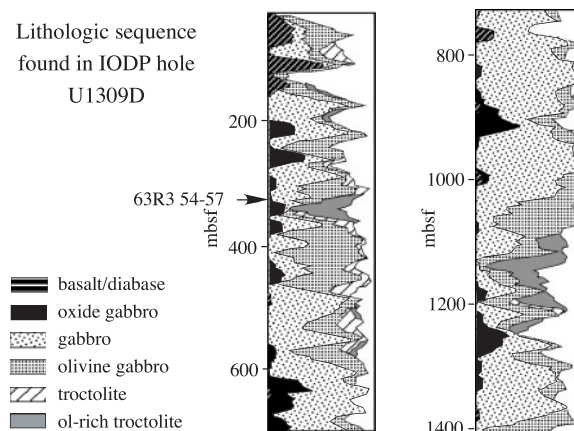 Lithologic sequence
found in IODP hole
U1309D
63R3 54-57
basalt/diabase
oxide gabbro
gabbro
olivine gabbro
troctolite
ol-rich troctolite
200
400
600
mbsf
800
1000
1200
1400
mbsf